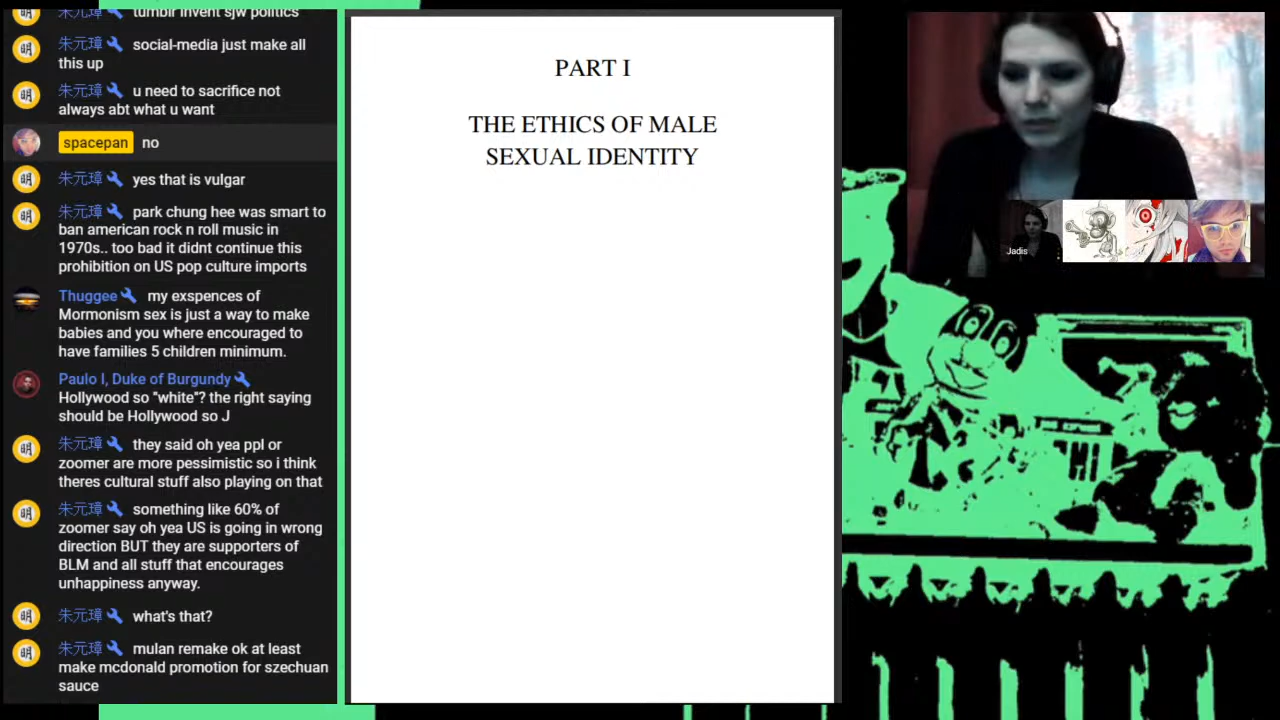 朱元璋 tumblr invent sjw politics
朱元璋 social-media just make all
this up
朱元璋 u need to sacrifice not
always abt what u want
spacepan no
朱元璋 yes that is vulgar
朱元璋 park chung hee was smart to
ban american rock n roll music in
1970s.. too bad it didnt continue this
prohibition on US pop culture imports
Thuggee my exspences of
Mormonism sex is just a way to make
babies and you where encouraged to
have families 5 children minimum.
Paulo I, Duke of Burgundy
Hollywood so "white"? the right saying
should be Hollywood so J
朱元璋 they said oh yea ppl or
zoomer are more pessimistic so i think
theres cultural stuff also playing on that
朱元璋 something like 60% of
zoomer say oh yea US is going in wrong
direction BUT they are supporters of
BLM and all stuff that encourages
unhappiness anyway.
朱元璋 what's that?
朱元璋 mulan remake ok at least
make mcdonald promotion for szechuan
sauce
PART I
THE ETHICS OF MALE
SEXUAL IDENTITY
Jadis